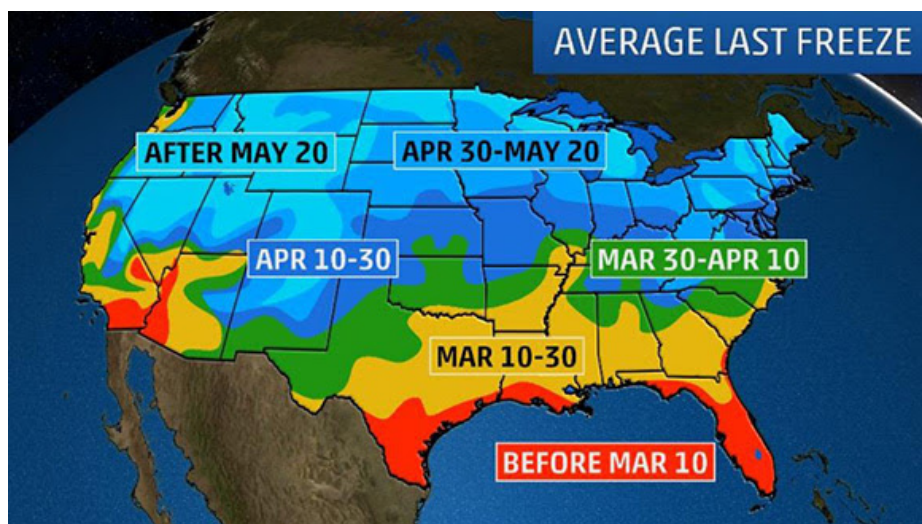 AVERAGE LAST FREEZE
AFTER MAY 20
APR 30-MAY 20
APR 10-30
MAR 30-APR 10
MAR 10-30
BEFORE MAR 10